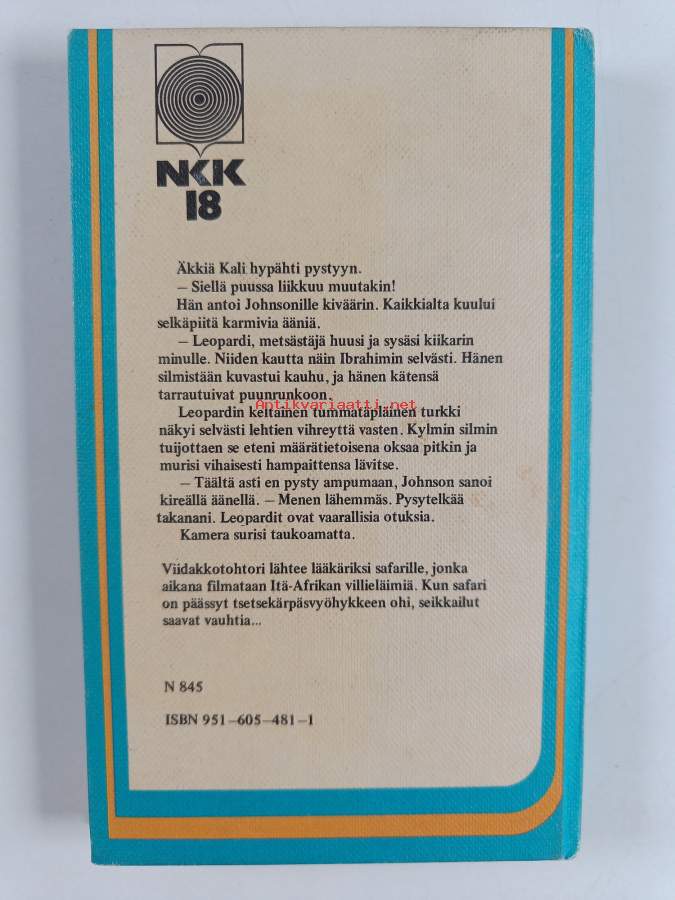 NKK
18
Äkkiä Kali hypähti pystyyn.
– Siellä puussa liikkuu muutakin!
Hän antoi Johnsonille kiväärin. Kaikkialta kuului
selkäpiitä karmivia ääniä.
– Leopardi, metsästäjä huusi ja sysäsi kiikarin
minulle. Niiden kautta näin Ibrahimin selvästi. Hänen
silmistään kuvastui kauhu, ja hänen kätensä
tarrautuivat puunrunkoon.
Antikvariaatti.net
Leopardin keltainen tummatäpläinen turkki
näkyi selvästi lehtien vihreyttä vasten. Kylmin silmin
tuijottaen se eteni määrätietoisena oksaa pitkin ja
murisi vihaisesti hampaittensa lävitse.
– Täältä asti en pysty ampumaan, Johnson sanoi
kireällä äänellä. – Menen lähemmäs. Pysytelkää
takanani. Leopardit ovat vaarallisia otuksia.
Kamera surisi taukoamatta.
Viidakkotohtori lähtee lääkäriksi safarille, jonka
aikana filmataan Itä-Afrikan villieläimiä. Kun safari
on päässyt tsetsekärpäsvyöhykkeen ohi, seikkailut
saavat vauhtia...
N 845
ISBN 951–605–481–1